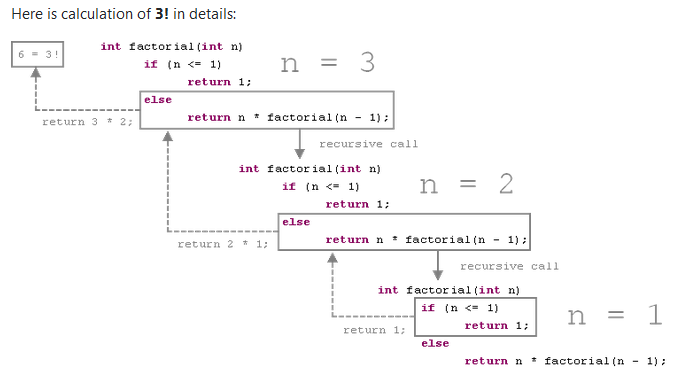 Here is calculation of 3! in details:
6 = 3!
int factorial(int n)
if (n <= 1)
return 1;
n = 3
else
return n * factorial(n - 1);
return 3 * 2;
recursive call
int factorial(int n)
if (n <= 1)
return 1;
n = 2
else
return n * factorial(n - 1);
return 2 * 1;
recursive call
int factorial(int n)
if (n <= 1)
return 1;
n = 1
return 1;
else
return n * factorial(n - 1);